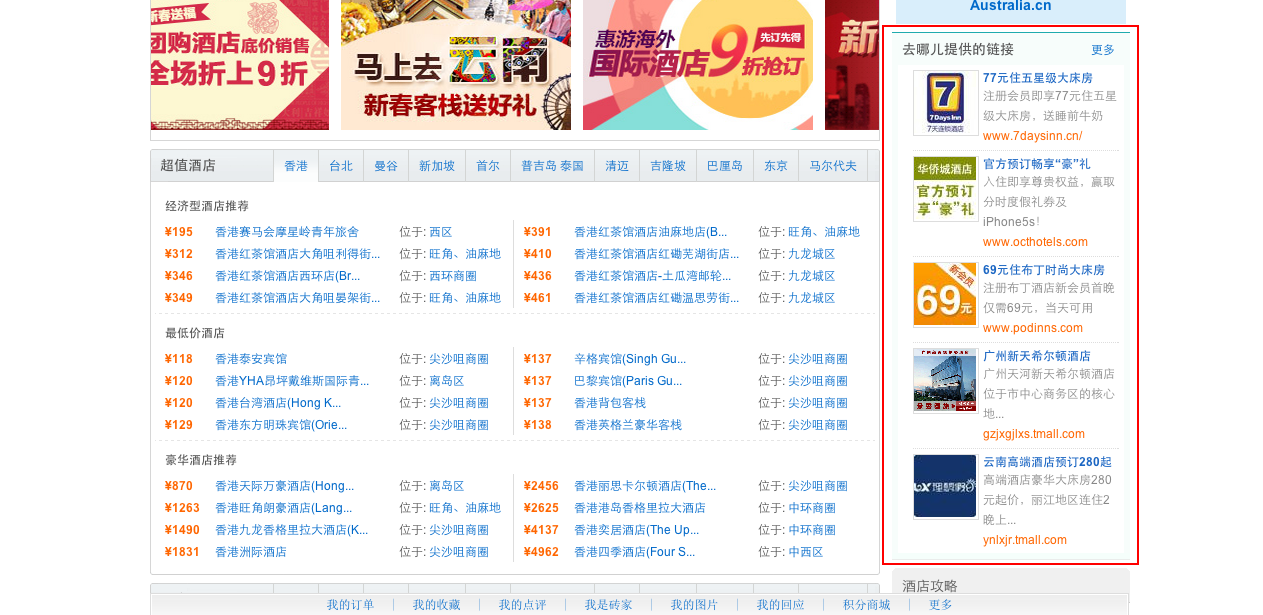 Australia.cn
新春送福
团购酒店 底价销售
全场折上9折
马上去云南
新春客栈送好礼
惠游海外
国际酒店9折抢订
先订先得
新
去哪儿提供的链接 更多
7
7Days Inn
7天连锁酒店
77元住五星级大床房
注册会员即享77元住五星
级大床房，送睡前牛奶
www.7daysinn.cn/
华侨城酒店
官方预订
享“豪”礼
官方预订畅享“豪”礼
入住即享尊贵权益，赢取
分时度假礼券及
iPhone5s！
www.octhotels.com
新会员
69元
69元住布丁时尚大床房
注册布丁酒店新会员首晚
仅需69元，当天可用
www.podinns.com
广州新天希尔顿酒店
广州天河新天希尔顿酒店
位于市中心商务区的核心
地...
gzjxgjlxs.tmall.com
云南高端酒店预订280起
高端酒店豪华大床房280
元起价，丽江地区连住2
晚上...
ynlxjr.tmall.com
酒店攻略
超值酒店 香港 台北 曼谷 新加坡 首尔 普吉岛 泰国 清迈 吉隆坡 巴厘岛 东京 马尔代夫
经济型酒店推荐
¥195 香港赛马会摩星岭青年旅舍 位于: 西区 ¥391 香港红茶馆酒店油麻地店(B... 位于: 旺角、油麻地
¥312 香港红茶馆酒店大角咀利得街... 位于: 旺角、油麻地 ¥410 香港红茶馆酒店红磡芜湖街店... 位于: 九龙城区
¥346 香港红茶馆酒店西环店(Br... 位于: 西环商圈 ¥436 香港红茶馆酒店-土瓜湾邮轮... 位于: 九龙城区
¥349 香港红茶馆酒店大角咀晏架街... 位于: 旺角、油麻地 ¥461 香港红茶馆酒店红磡温思劳街... 位于: 九龙城区
最低价酒店
¥118 香港泰安宾馆 位于: 尖沙咀商圈 ¥137 辛格宾馆(Singh Gu... 位于: 尖沙咀商圈
¥120 香港YHA昂坪戴维斯国际青... 位于: 离岛区 ¥137 巴黎宾馆(Paris Gu... 位于: 尖沙咀商圈
¥120 香港台湾酒店(Hong K... 位于: 尖沙咀商圈 ¥137 香港背包客栈 位于: 尖沙咀商圈
¥129 香港东方明珠宾馆(Orie... 位于: 尖沙咀商圈 ¥138 香港英格兰豪华客栈 位于: 尖沙咀商圈
豪华酒店推荐
¥870 香港天际万豪酒店(Hong... 位于: 离岛区 ¥2456 香港丽思卡尔顿酒店(The... 位于: 尖沙咀商圈
¥1263 香港旺角朗豪酒店(Lang... 位于: 旺角、油麻地 ¥2625 香港港岛香格里拉大酒店 位于: 中环商圈
¥1490 香港九龙香格里拉大酒店(K... 位于: 尖沙咀商圈 ¥4137 香港奕居酒店(The Up... 位于: 中环商圈
¥1831 香港洲际酒店 位于: 尖沙咀商圈 ¥4962 香港四季酒店(Four S... 位于: 中西区
我的订单 我的收藏 我的点评 我是砖家 我的图片 我的回应 积分商城 更多